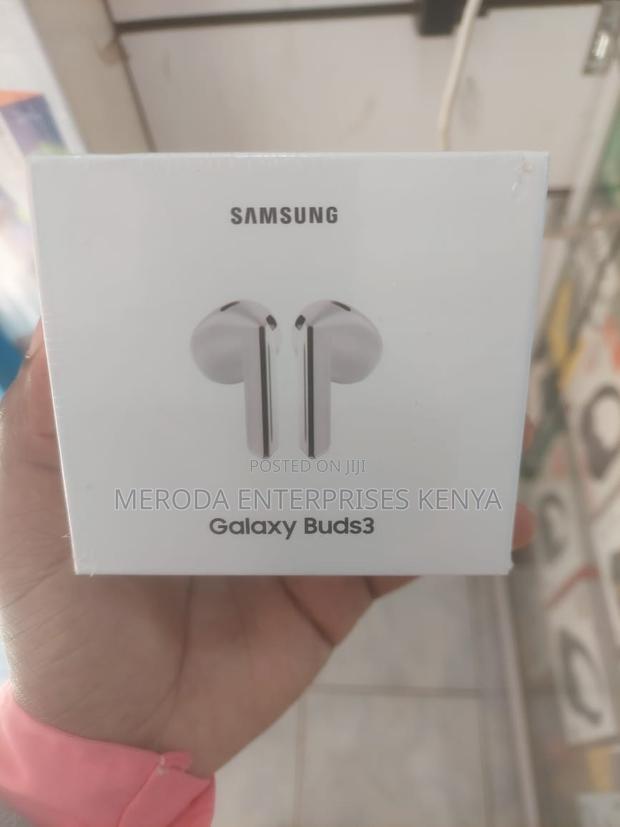 SAMSUNG
POSTED ON JIJI
MERODA ENTERPRISES KENYA
Galaxy Buds3